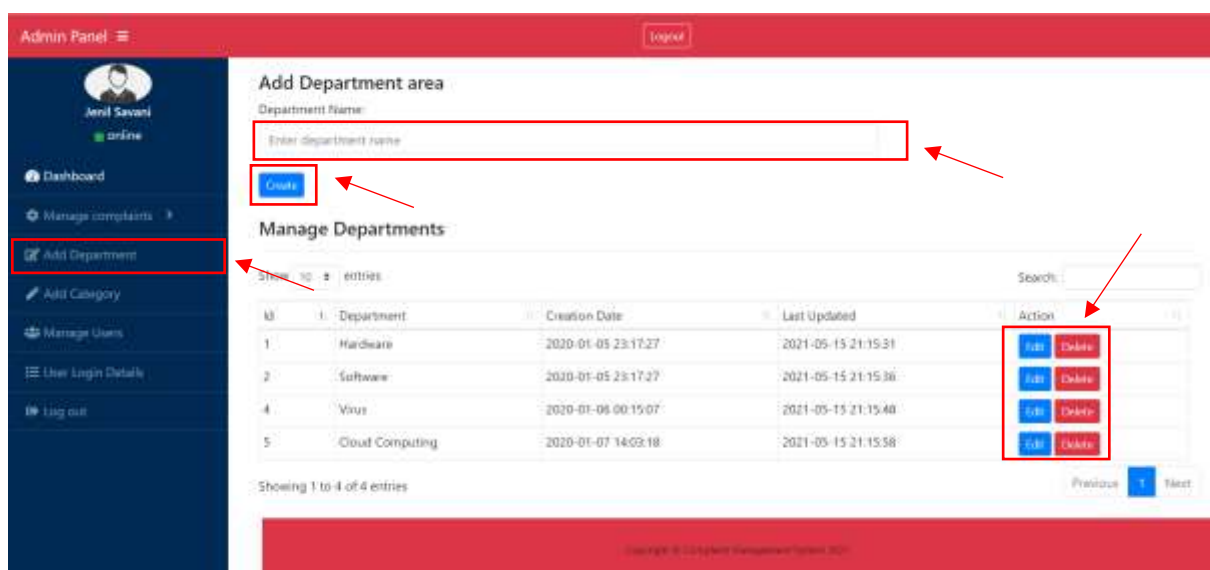 Admin Panel
Logout
Jenil Savani
online
Dashboard
Manage complaints
Add Department
Add Category
Manage Users
User Login Details
Log out
Add Department area
Department Name:
Enter department name
Create
Manage Departments
Show 10 entries
Search:
Id Department Creation Date Last Updated Action
1 Hardware 2020-01-05 23:17:27 2021-05-15 21:15:31 Edit Delete
2 Software 2020-01-05 23:17:27 2021-05-15 21:15:36 Edit Delete
4 Virus 2020-01-06 00:15:07 2021-05-15 21:15:48 Edit Delete
5 Cloud Computing 2020-01-07 14:03:18 2021-05-15 21:15:58 Edit Delete
Showing 1 to 4 of 4 entries
Previous 1 Next
Copyright © Complaint Management System 2021